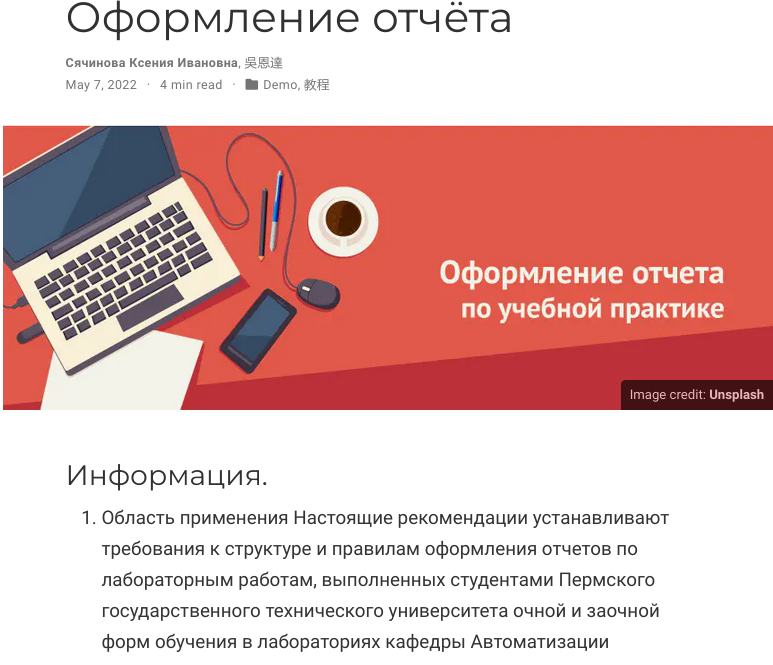 Оформление отчёта
Сячинова Ксения Ивановна, 吳恩達
May 7, 2022 · 4 min read · Demo, 教程
Оформление отчета
по учебной практике
Image credit: Unsplash
Информация.
1. Область применения Настоящие рекомендации устанавливают
требования к структуре и правилам оформления отчетов по
лабораторным работам, выполненных студентами Пермского
государственного технического университета очной и заочной
форм обучения в лабораториях кафедры Автоматизации